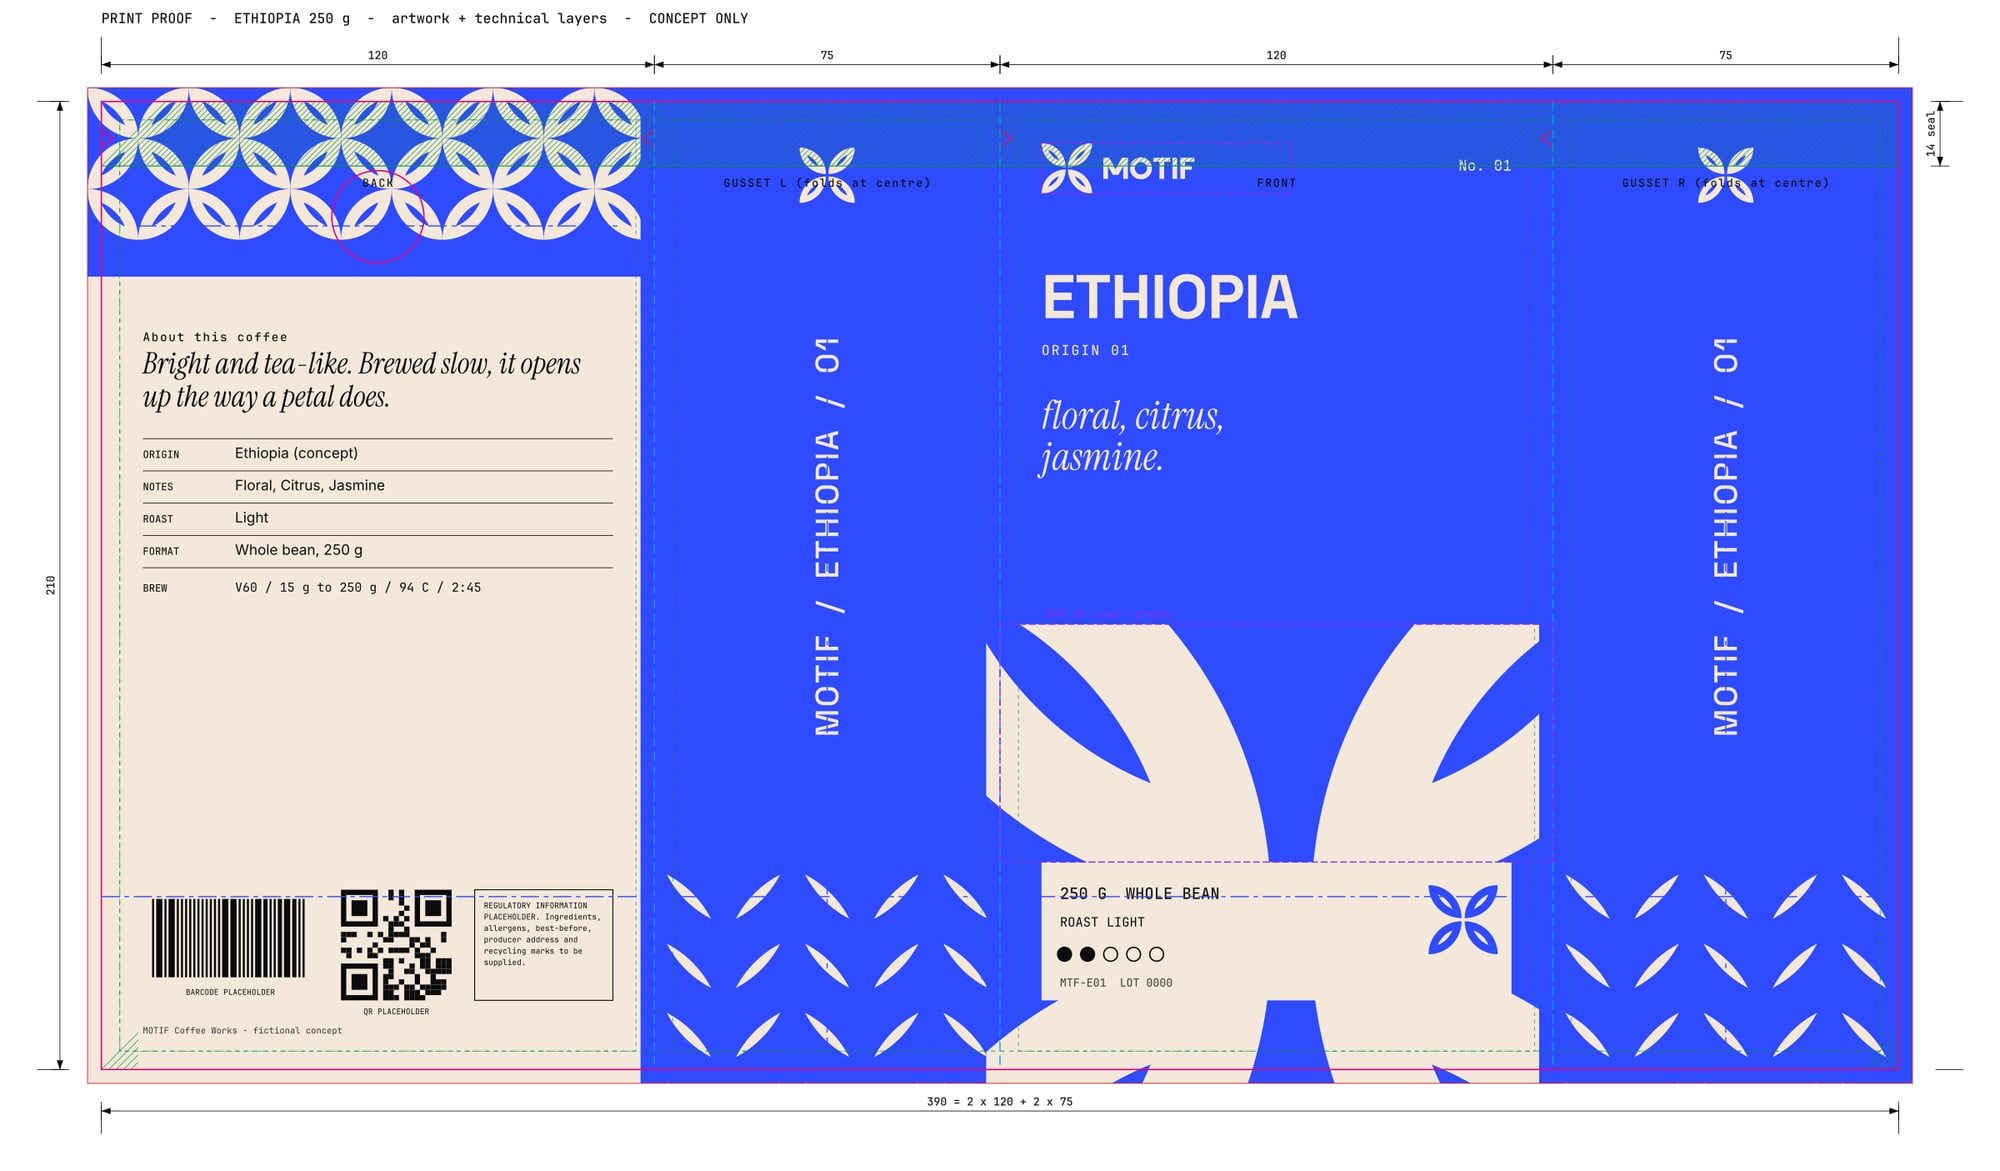 PRINT PROOF - ETHIOPIA 250 g - artwork + technical layers - CONCEPT ONLY
120
75
120
75
14 seal
210
BACK
About this coffee
Bright and tea-like. Brewed slow, it opens
up the way a petal does.
ORIGIN Ethiopia (concept)
NOTES Floral, Citrus, Jasmine
ROAST Light
FORMAT Whole bean, 250 g
BREW V60 / 15 g to 250 g / 94 C / 2:45
BARCODE PLACEHOLDER
QR PLACEHOLDER
REGULATORY INFORMATION
PLACEHOLDER. Ingredients,
allergens, best-before,
producer address and
recycling marks to be
supplied.
MOTIF Coffee Works - fictional concept
GUSSET L (folds at centre)
MOTIF / ETHIOPIA / 01
MOTIF
No. 01
FRONT
ETHIOPIA
ORIGIN 01
floral, citrus,
jasmine.
250 G WHOLE BEAN
ROAST LIGHT
MTF-E01 LOT 0000
GUSSET R (folds at centre)
MOTIF / ETHIOPIA / 01
390 = 2 x 120 + 2 x 75